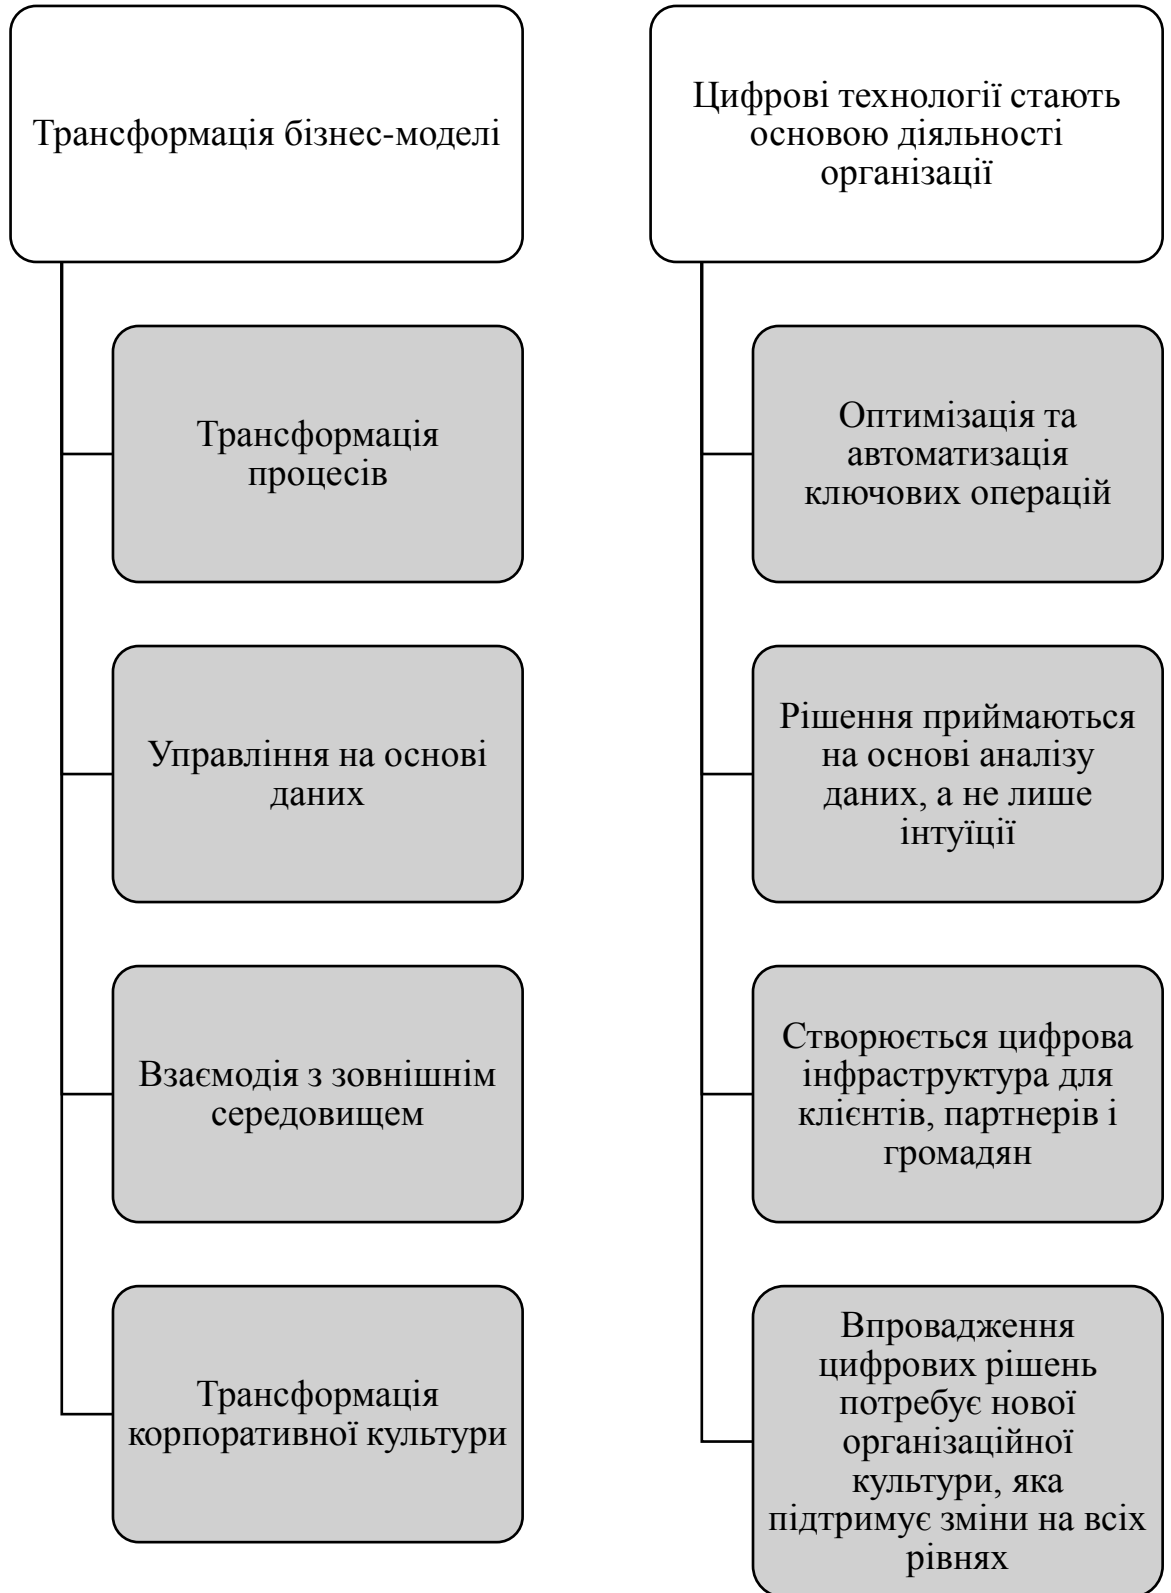 Трансформація бізнес-моделі
Трансформація
процесів
Управління на основі
даних
Взаємодія з зовнішнім
середовищем
Трансформація
корпоративної культури
Цифрові технології стають
основою діяльності
організації
Оптимізація та
автоматизація
ключових операцій
Рішення приймаються
на основі аналізу
даних, а не лише
інтуїції
Створюється цифрова
інфраструктура для
клієнтів, партнерів і
громадян
Впровадження
цифрових рішень
потребує нової
організаційної
культури, яка
підтримує зміни на всіх
рівнях